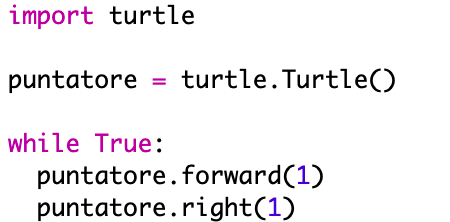 import turtle
puntatore = turtle.Turtle()
while True:
  puntatore.forward(1)
  puntatore.right(1)